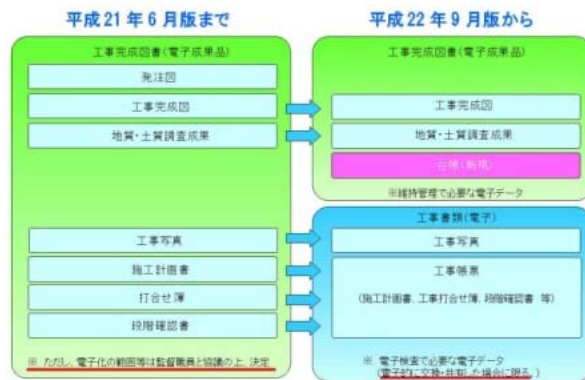 平成21年6月版まで
平成22年9月版から
工事完成図書(電子成果品)
発注図
工事完成図
地質・土質調査成果
工事写真
施工計画書
打合せ簿
段階確認書
※ ただし、電子化の範囲等は監督職員と協議の上、決定
工事完成図書(電子成果品)
工事完成図
地質・土質調査成果
台帳(新規)
※維持管理で必要な電子データ
工事書類(電子)
工事写真
工事帳票
(施工計画書、工事打合せ簿、段階確認書 等)
※ 電子検査で必要な電子データ
(電子的に交換・共有した場合に限る。)